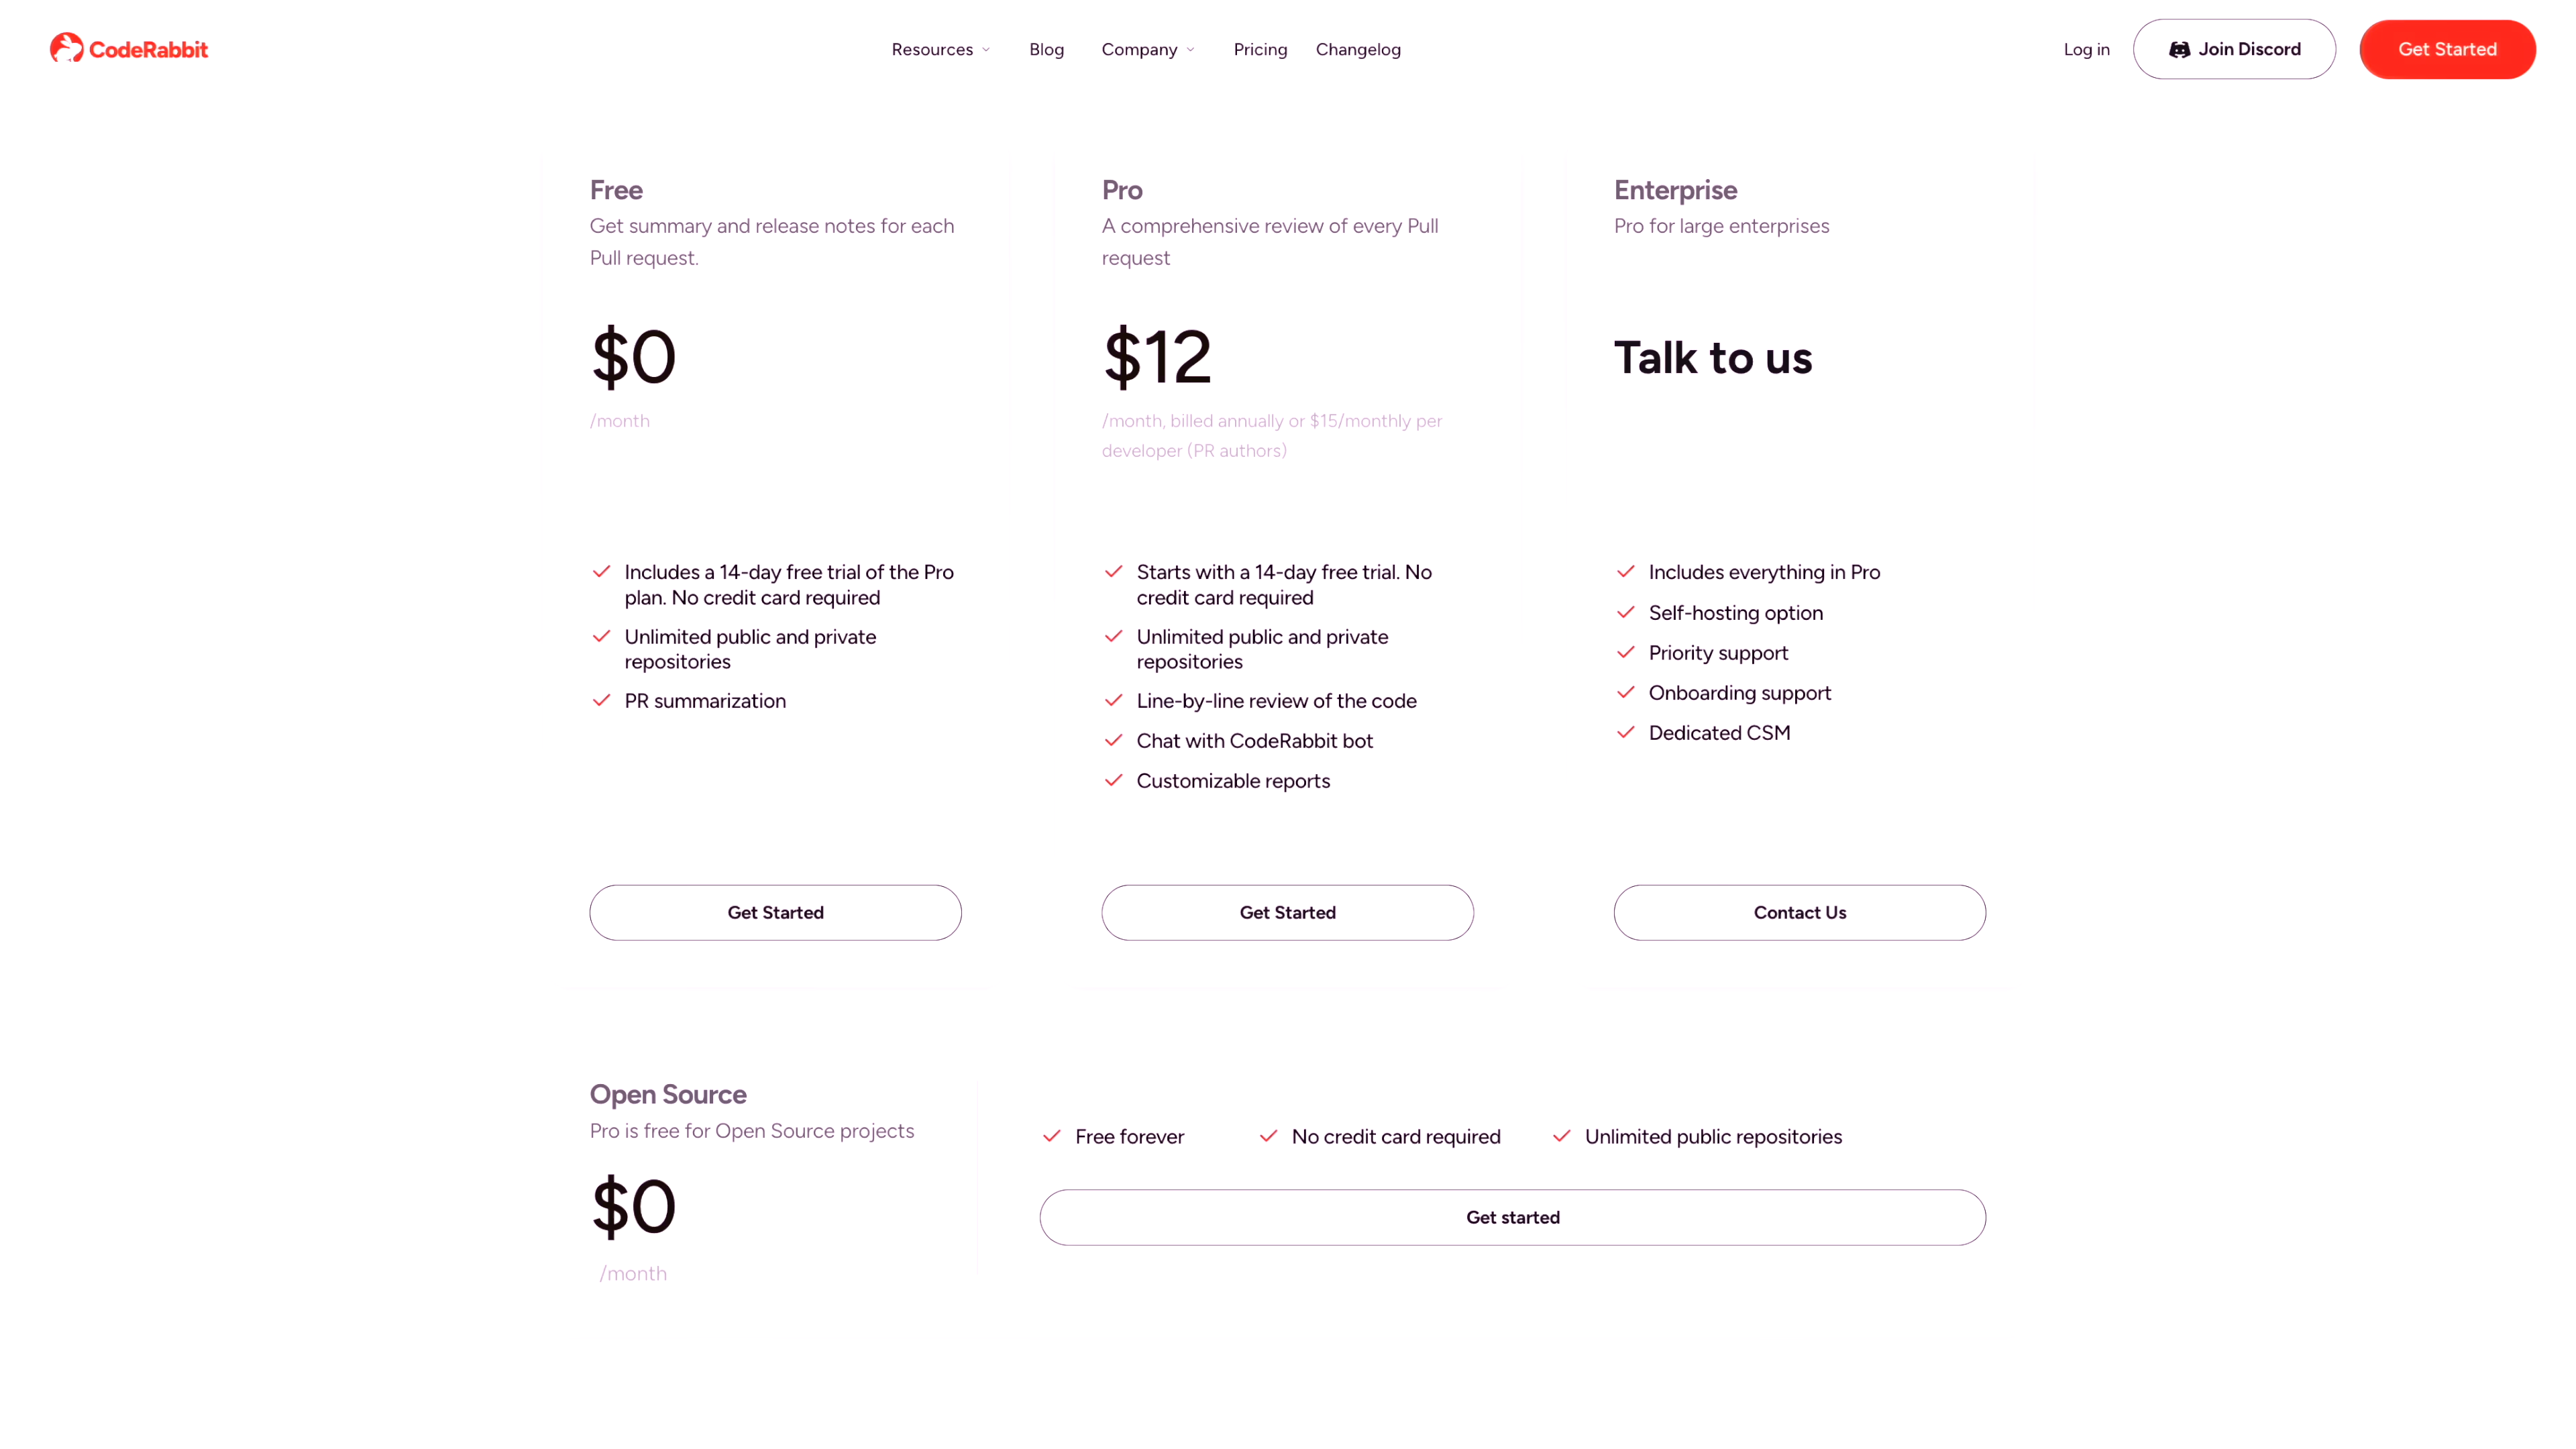 CodeRabbit
Resources
Blog
Company
Pricing
Changelog
Log in
Join Discord
Get Started
Free
Get summary and release notes for each
Pull request.
$0
/month
Includes a 14-day free trial of the Pro
plan. No credit card required
Unlimited public and private
repositories
PR summarization
Get Started
Pro
A comprehensive review of every Pull
request
$12
/month, billed annually or $15/monthly per
developer (PR authors)
Starts with a 14-day free trial. No
credit card required
Unlimited public and private
repositories
Line-by-line review of the code
Chat with CodeRabbit bot
Customizable reports
Get Started
Enterprise
Pro for large enterprises
Talk to us
Includes everything in Pro
Self-hosting option
Priority support
Onboarding support
Dedicated CSM
Contact Us
Open Source
Pro is free for Open Source projects
$0
/month
Free forever
No credit card required
Unlimited public repositories
Get started